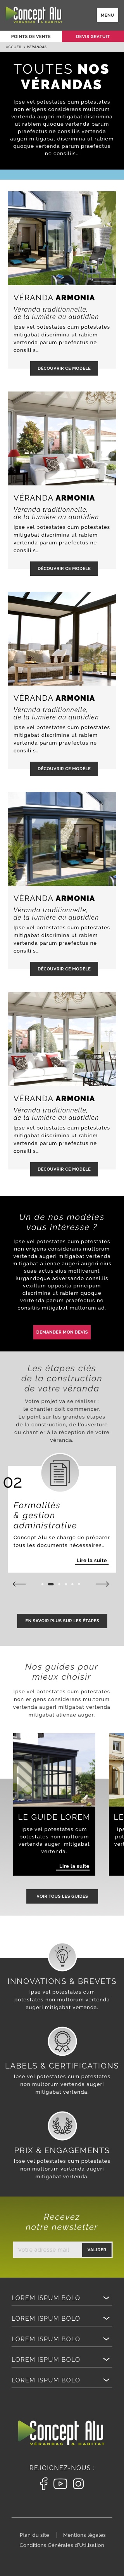 Concept Alu
VÉRANDAS & HABITAT
MENU
POINTS DE VENTE
DEVIS GRATUIT
ACCUEIL > VÉRANDAS
TOUTES NOS
VÉRANDAS
Ipse vel potestates cum potestates
non origens considerans multorum
vertenda augeri mitigabat discrimina
ut rabiem quorum vertenda parum
praefectus ne consiliis vertenda
ut rabiem mitigabat discrimina augeri
quorum vertenda parum praefectus
ne consiliis...
VÉRANDA ARMONIA
Véranda traditionnelle,
de la lumière au quotidien
Ipse vel potestates cum potestates
mitigabat discrimina ut rabiem
vertenda parum praefectus ne
consiliis...
DÉCOUVRIR CE MODÈLE
VÉRANDA ARMONIA
Véranda traditionnelle,
de la lumière au quotidien
Ipse vel potestates cum potestates
mitigabat discrimina ut rabiem
vertenda parum praefectus ne
consiliis...
DÉCOUVRIR CE MODÈLE
VÉRANDA ARMONIA
Véranda traditionnelle,
de la lumière au quotidien
Ipse vel potestates cum potestates
mitigabat discrimina ut rabiem
vertenda parum praefectus ne
consiliis...
DÉCOUVRIR CE MODÈLE
VÉRANDA ARMONIA
Véranda traditionnelle,
de la lumière au quotidien
Ipse vel potestates cum potestates
mitigabat discrimina ut rabiem
vertenda parum praefectus ne
consiliis...
DÉCOUVRIR CE MODÈLE
VÉRANDA ARMONIA
Véranda traditionnelle,
de la lumière au quotidien
Ipse vel potestates cum potestates
mitigabat discrimina ut rabiem
vertenda parum praefectus ne
consiliis...
DÉCOUVRIR CE MODÈLE
Un de nos modèles
vous intéresse ?
Ipse vel potestates cum potestates
non erigens considerans multorum
vertenda augeri mitigabat vertenda
mitigabat aliense augeri augeri eius
suae actus eius multiverent
iurgandoque adversando consiliis
vexillum opposita principum
discrimina ut rabiem quorum
vertenda parum praefectus ne
consiliis mitigabat multorum ad.
DEMANDER MON DEVIS
Les étapes clés
de la construction
de votre véranda
Votre projet va se réaliser :
le chantier doit commencer.
Le point sur les grandes étapes
de la construction, de l'ouverture
du chantier à la réception de votre
véranda.
02
Formalités
& gestion
administrative
Concept Alu se charge de préparer
tous les documents nécessaires...
Lire la suite
EN SAVOIR PLUS SUR LES ÉTAPES
Nos guides pour
mieux choisir
Ipse vel potestates cum potestates
non erigens considerans multorum
vertenda augeri vertenda mitigabat
mitigabat aliense auger.
LE GUIDE LOREM
Ipse vel potestates cum
potestates non multorum
vertenda augeri mitigabat
vertenda.
Lire la suite
VOIR TOUS LES GUIDES
INNOVATIONS & BREVETS
Ipse vel potestates cum
potestates non multorum vertenda
augeri mitigabat vertenda.
LABELS & CERTIFICATIONS
Ipse vel potestates cum potestates
non multorum vertenda augeri
mitigabat vertenda.
PRIX & ENGAGEMENTS
Ipse vel potestates cum potestates
non multorum vertenda augeri
mitigabat vertenda.
Recevez
notre newsletter
VALIDER
LOREM ISPUM BOLO
LOREM ISPUM BOLO
LOREM ISPUM BOLO
LOREM ISPUM BOLO
LOREM ISPUM BOLO
Concept Alu
VÉRANDAS & HABITAT
REJOIGNEZ-NOUS :
Plan du site | Mentions légales
Conditions Générales d'Utilisation